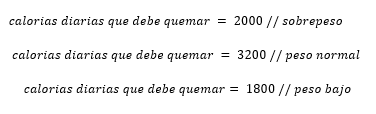 calorias diarias que debe quemar = 2000 // sobrepeso
calorias diarias que debe quemar = 3200 // peso normal
calorias diarias que debe quemar = 1800 // peso bajo